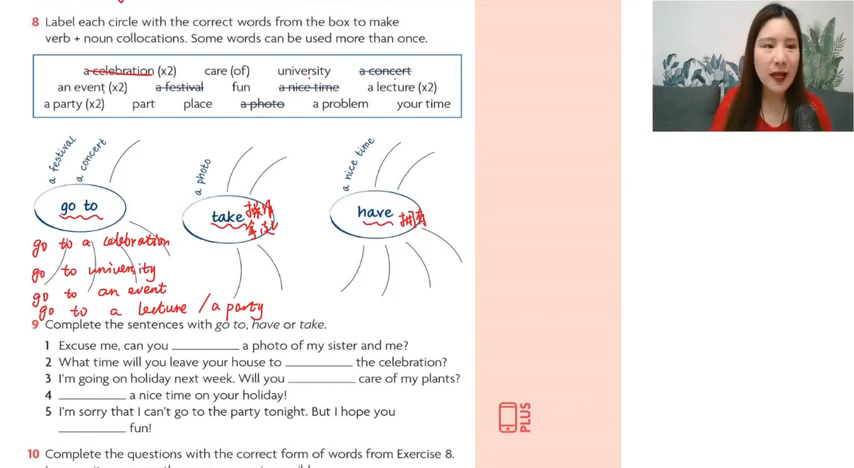 8 Label each circle with the correct words from the box to make
verb + noun collocations. Some words can be used more than once.
a celebration (x2) care (of) university a concert
an event (x2) a festival fun a nice time a lecture (x2)
a party (x2) part place a photo a problem your time
a festival
a concert
a photo
a nice time
go to
take
have 拥有
go to a celebration
go to university
go to an event
go to a lecture / a party
9 Complete the sentences with go to, have or take.
1 Excuse me, can you ________ a photo of my sister and me?
2 What time will you leave your house to ________ the celebration?
3 I'm going on holiday next week. Will you ________ care of my plants?
4 ________ a nice time on your holiday!
5 I'm sorry that I can't go to the party tonight. But I hope you
________ fun!
PLUS
10 Complete the questions with the correct form of words from Exercise 8.